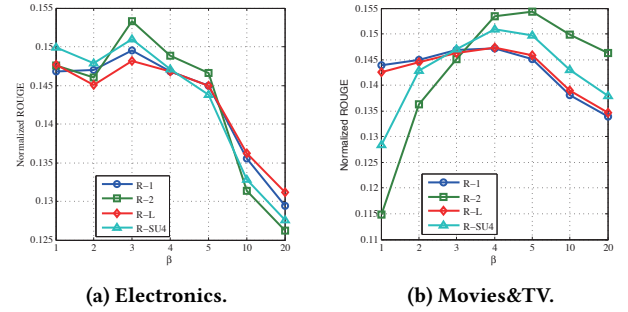 0.155
0.15
0.145
0.14
0.135
0.13
0.125
Normalized ROUGE
R−1
R−2
R−L
R−SU4
1 2 3 4 5 10 20
β
(a) Electronics.
0.155
0.15
0.145
0.14
0.135
0.13
0.125
0.12
0.115
0.11
Normalized ROUGE
R−1
R−2
R−L
R−SU4
1 2 3 4 5 10 20
β
(b) Movies&TV.